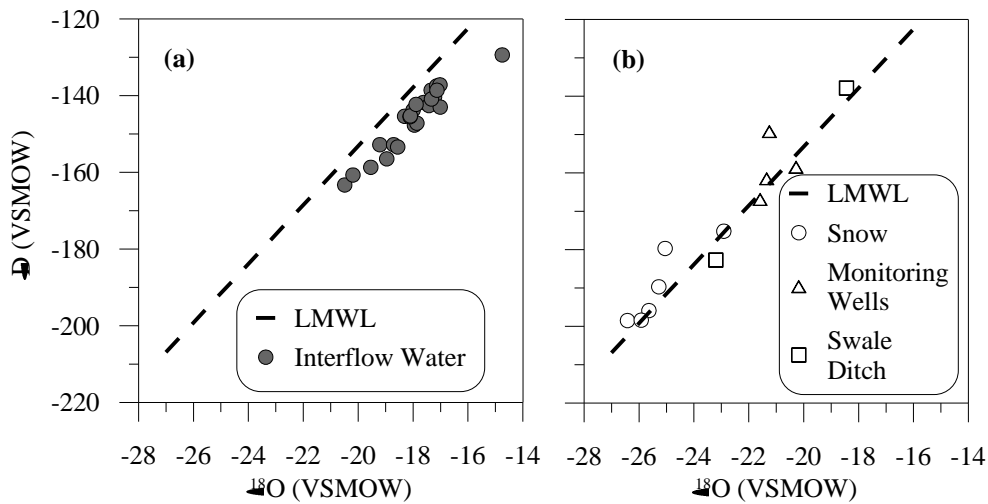 -120
-140
-160
-180
-200
-220
D (VSMOW)
(a)
LMWL
Interflow Water
-28 -26 -24 -22 -20 -18 -16 -14
18O (VSMOW)
(b)
LMWL
Snow
Monitoring
Wells
Swale
Ditch
-28 -26 -24 -22 -20 -18 -16 -14
18O (VSMOW)